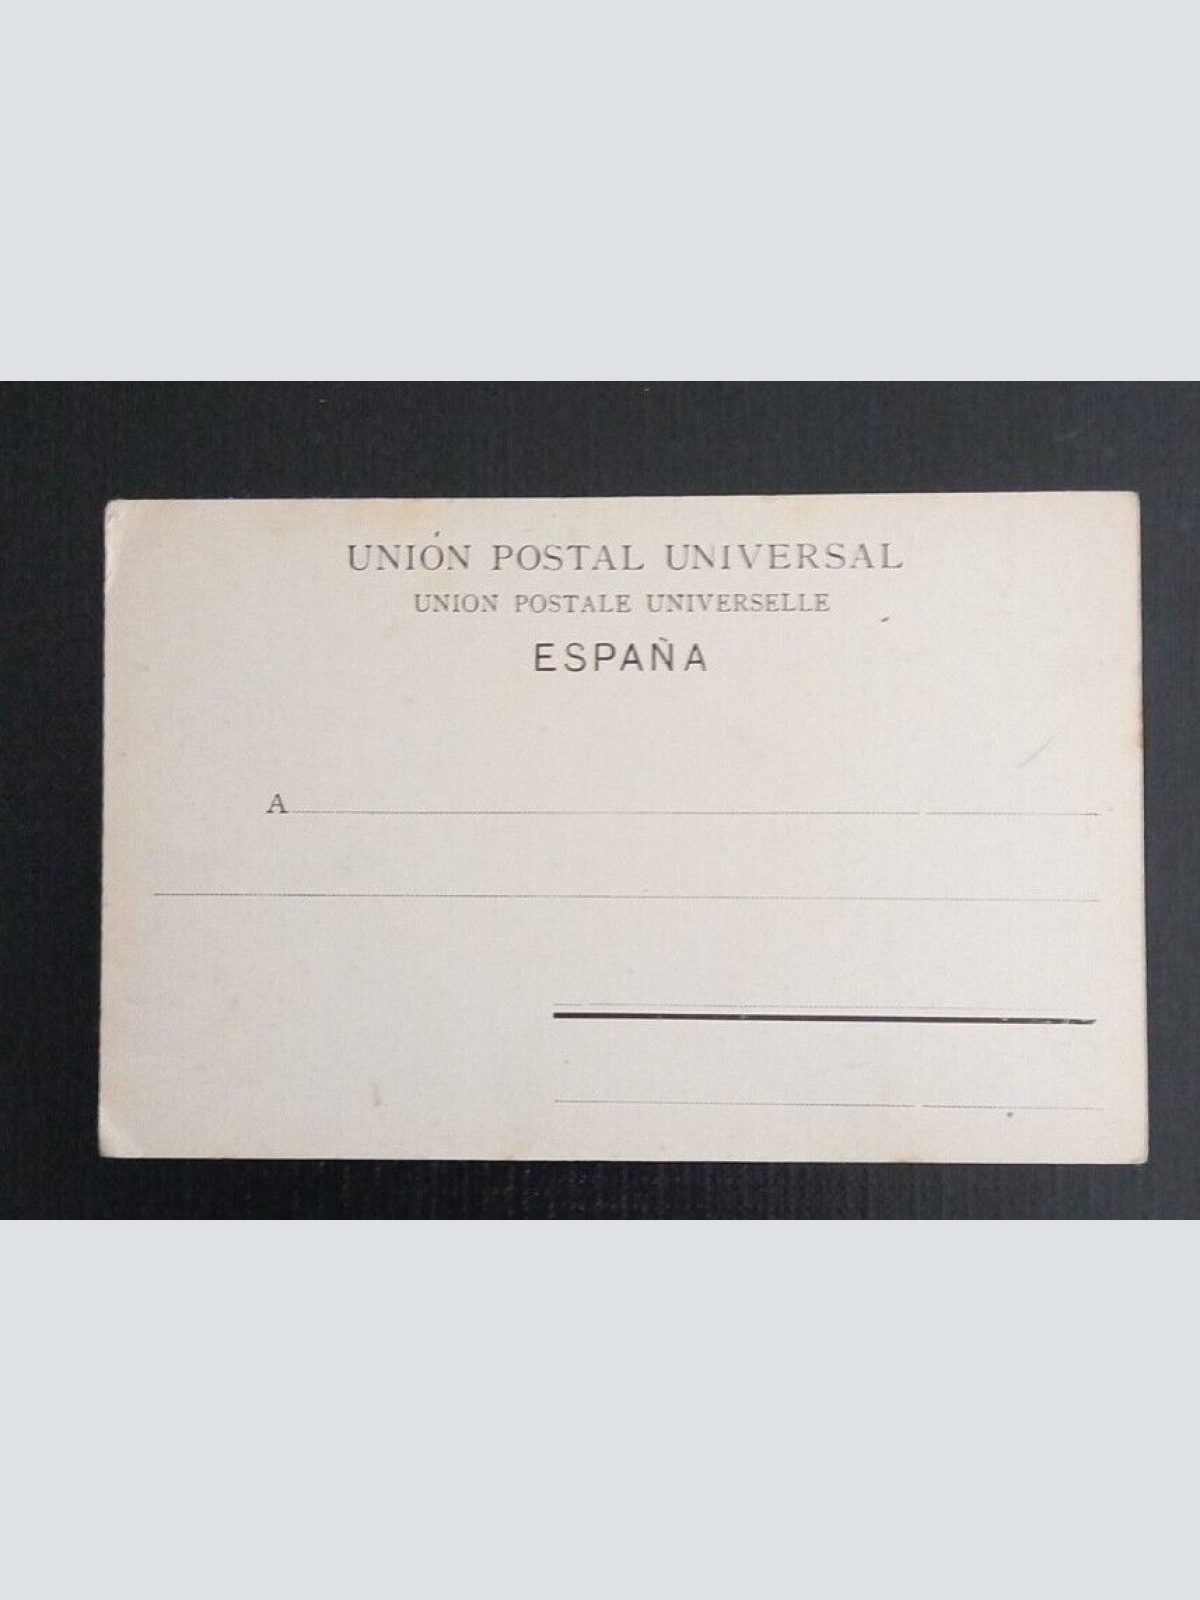 UNIÓN POSTAL UNIVERSAL
UNION POSTALE UNIVERSELLE
ESPAÑA
A